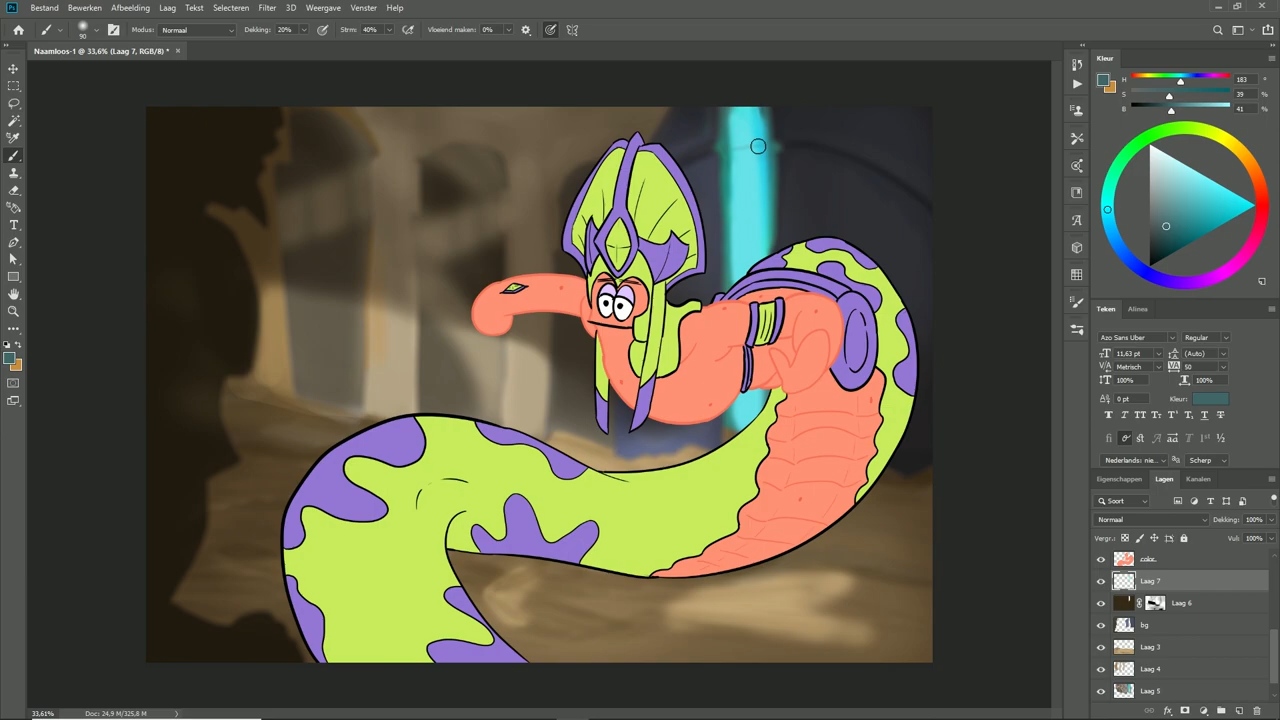 Ps Bestand Bewerken Afbeelding Laag Tekst Selecteren Filter 3D Weergave Venster Help
90 Modus: Normaal Dekking: 20% Strm: 40% Vloeiend maken: 0%
Naamloos-1 @ 33,6% (Laag 7, RGB/8) * ×
Kleur
H 183 °
S 39 %
B 41 %
Teken Alinea
Azo Sans Uber Regular
11,63 pt (Auto)
Metrisch 50
100% 100%
0 pt Kleur:
Nederlands: nie... Scherp
Eigenschappen Lagen Kanalen
Soort
Normaal Dekking: 100%
Vergr.: Vul: 100%
color
Laag 7
Laag 6
bg
Laag 3
Laag 4
Laag 5
33,61% Doc: 24,9 M/325,8 M